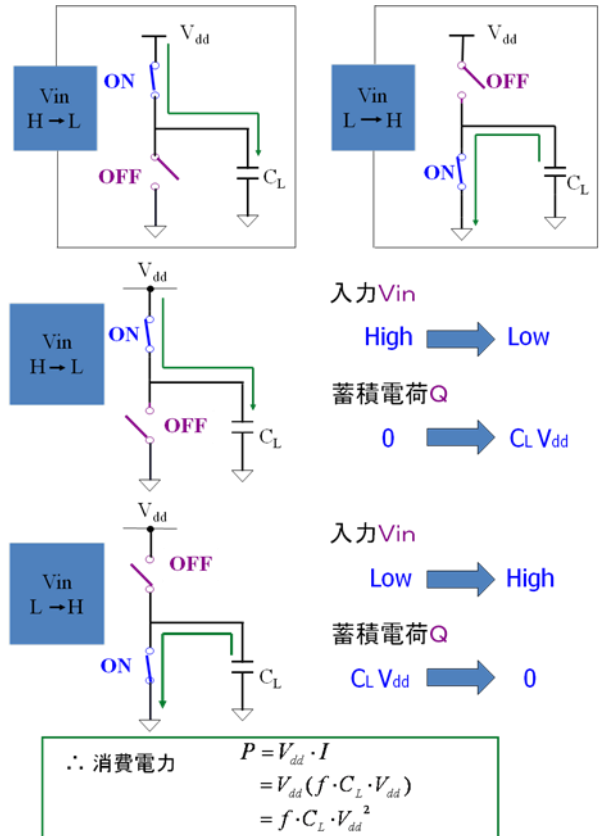 Vdd
ON
Vin
H→L
OFF
CL
Vdd
OFF
Vin
L→H
ON
CL
Vdd
ON
Vin
H→L
OFF
CL
入力Vin
High Low
蓄積電荷Q
0 CL Vdd
Vdd
OFF
Vin
L→H
ON
CL
入力Vin
Low High
蓄積電荷Q
CL Vdd 0
∴ 消費電力 P = Vdd・I
= Vdd(f・CL・Vdd)
= f・CL・Vdd²